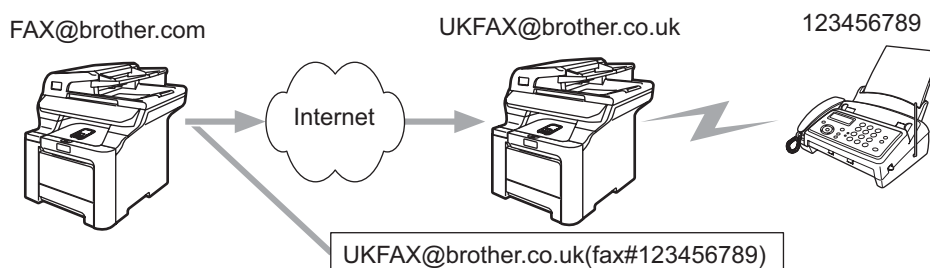 FAX@brother.com
UKFAX@brother.co.uk
123456789
Internet
UKFAX@brother.co.uk(fax#123456789)